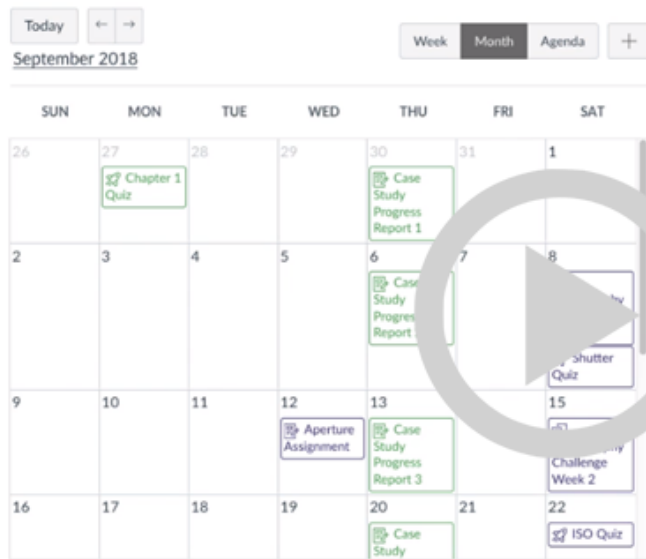 Today ← →
September 2018
Week Month Agenda +
SUN MON TUE WED THU FRI SAT
26 27 28 29 30 31 1
Chapter 1
Quiz
Case
Study
Progress
Report 1
2 3 4 5 6 7 8
Case
Study
Progres
Report
Shutter
Quiz
9 10 11 12 13 15
Aperture
Assignment
Case
Study
Progress
Report 3
Challenge
Week 2
16 17 18 19 20 21 22
Case
Study
ISO Quiz